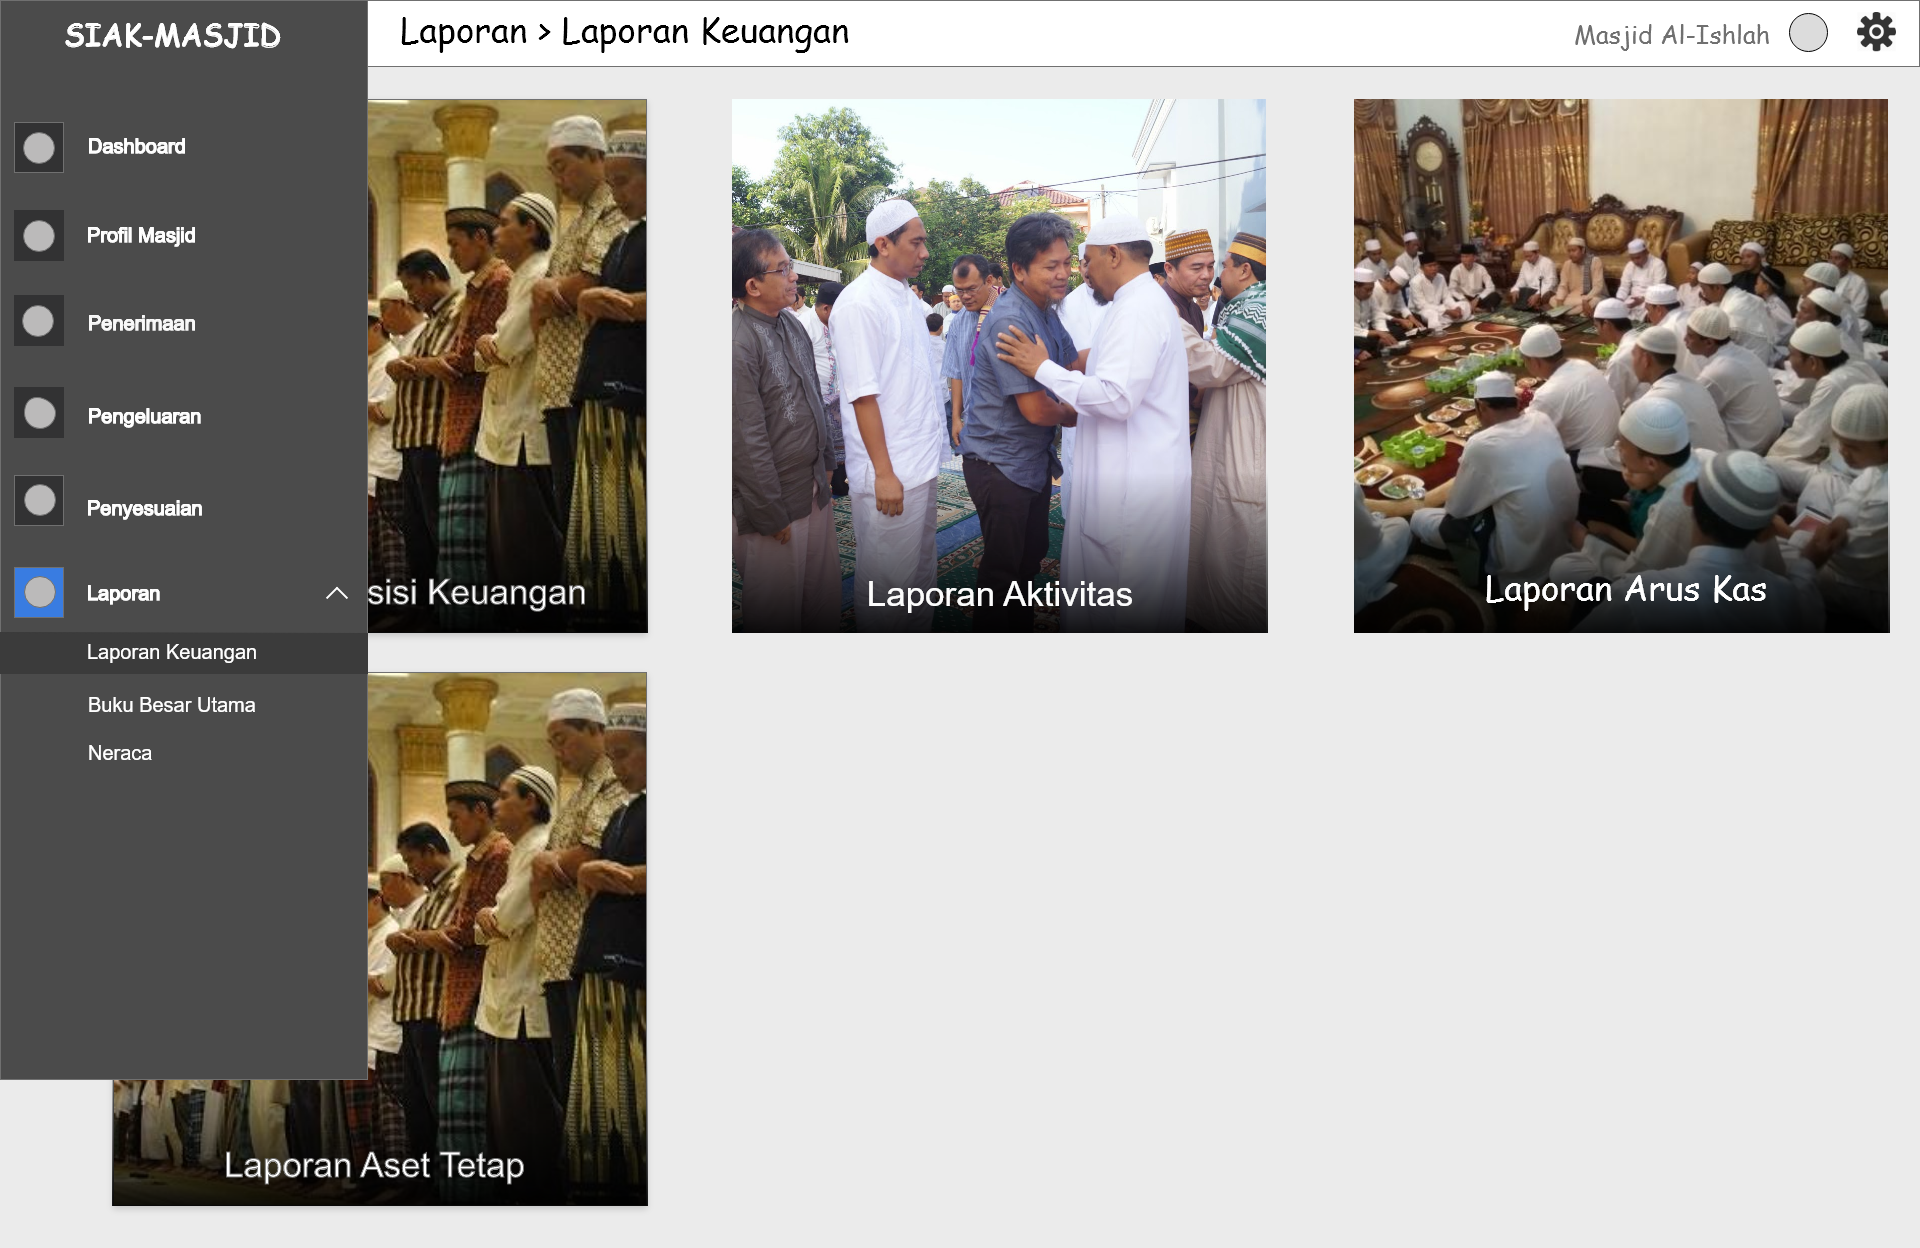 SIAK-MASJID
Laporan > Laporan Keuangan
Masjid Al-Ishlah
Dashboard
Profil Masjid
Penerimaan
Pengeluaran
Penyesuaian
Laporan
Laporan Keuangan
Buku Besar Utama
Neraca
sisi Keuangan
Laporan Aktivitas
Laporan Arus Kas
Laporan Aset Tetap